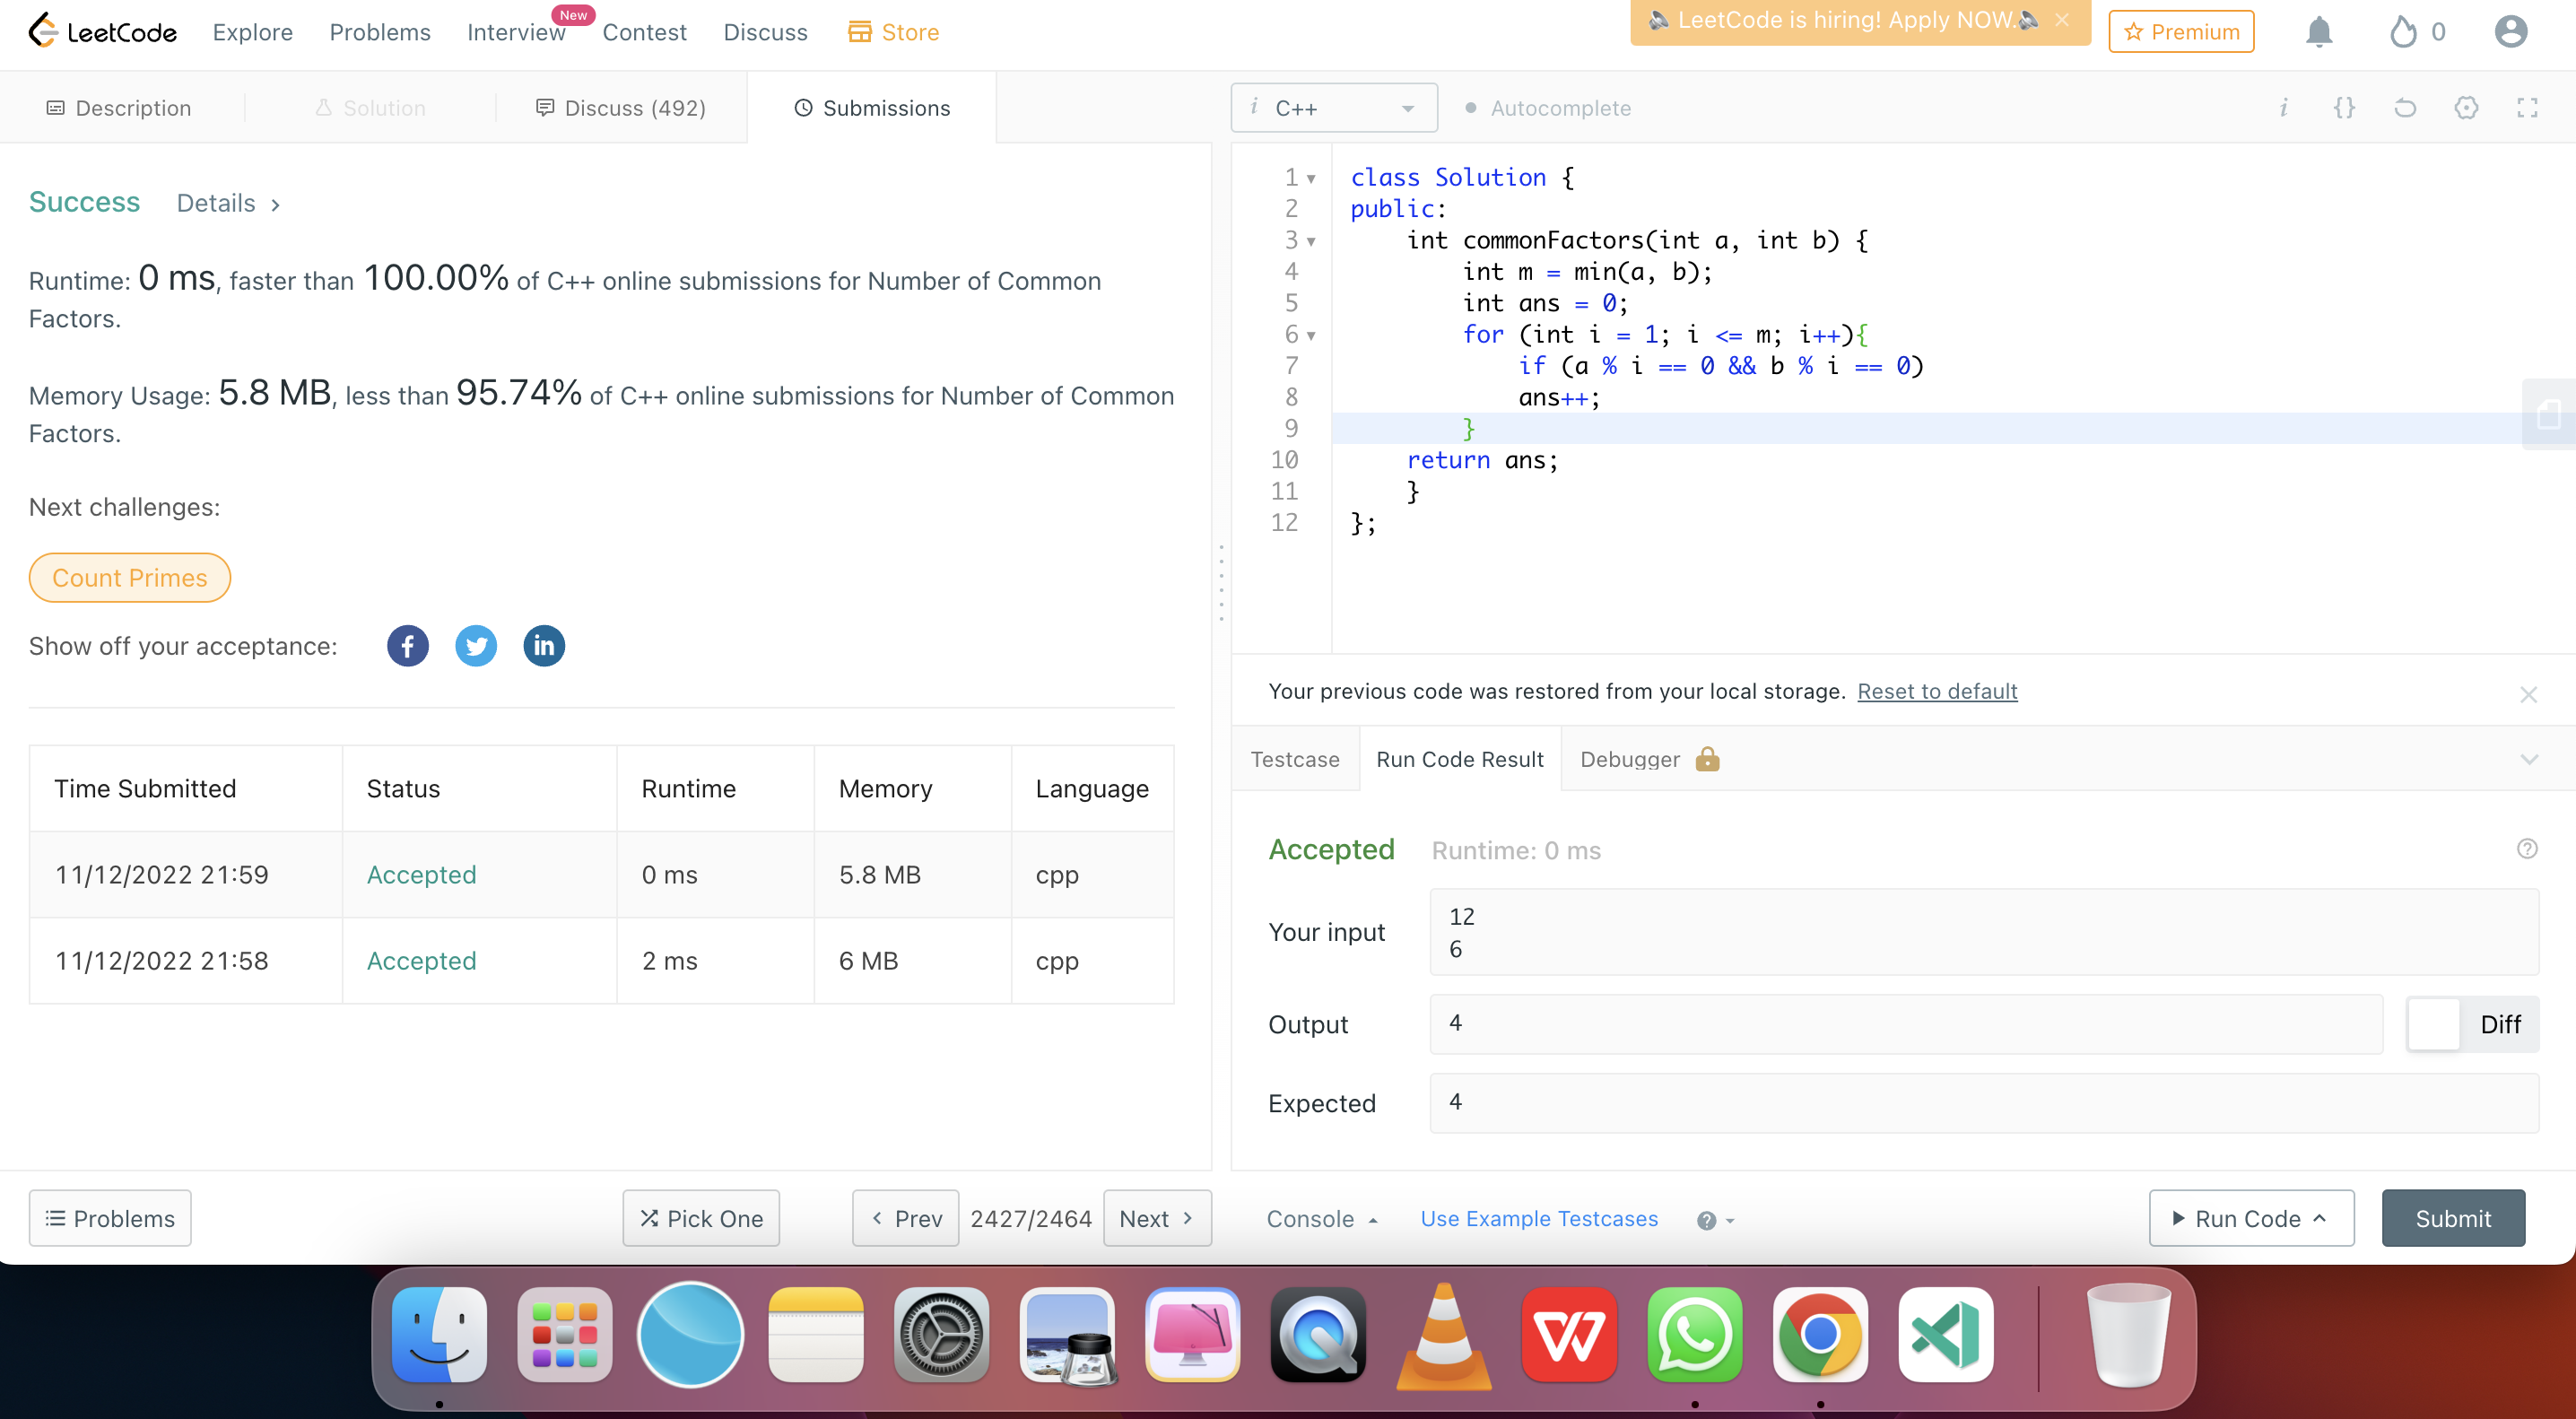 LeetCode Explore Problems Interview New Contest Discuss Store
LeetCode is hiring! Apply NOW. Premium 0
Description Solution Discuss (492) Submissions
Success Details
Runtime: 0 ms, faster than 100.00% of C++ online submissions for Number of Common
Factors.
Memory Usage: 5.8 MB, less than 95.74% of C++ online submissions for Number of Common
Factors.
Next challenges:
Count Primes
Show off your acceptance:
Time Submitted Status Runtime Memory Language
11/12/2022 21:59 Accepted 0 ms 5.8 MB cpp
11/12/2022 21:58 Accepted 2 ms 6 MB cpp
Problems Pick One Prev 2427/2464 Next
i C++ Autocomplete
1 class Solution {
2 public:
3     int commonFactors(int a, int b) {
4         int m = min(a, b);
5         int ans = 0;
6         for (int i = 1; i <= m; i++){
7             if (a % i == 0 && b % i == 0)
8             ans++;
9         }
10     return ans;
11     }
12 };
Your previous code was restored from your local storage. Reset to default
Testcase Run Code Result Debugger
Accepted Runtime: 0 ms
Your input
12
6
Output 4 Diff
Expected 4
Console Use Example Testcases Run Code Submit